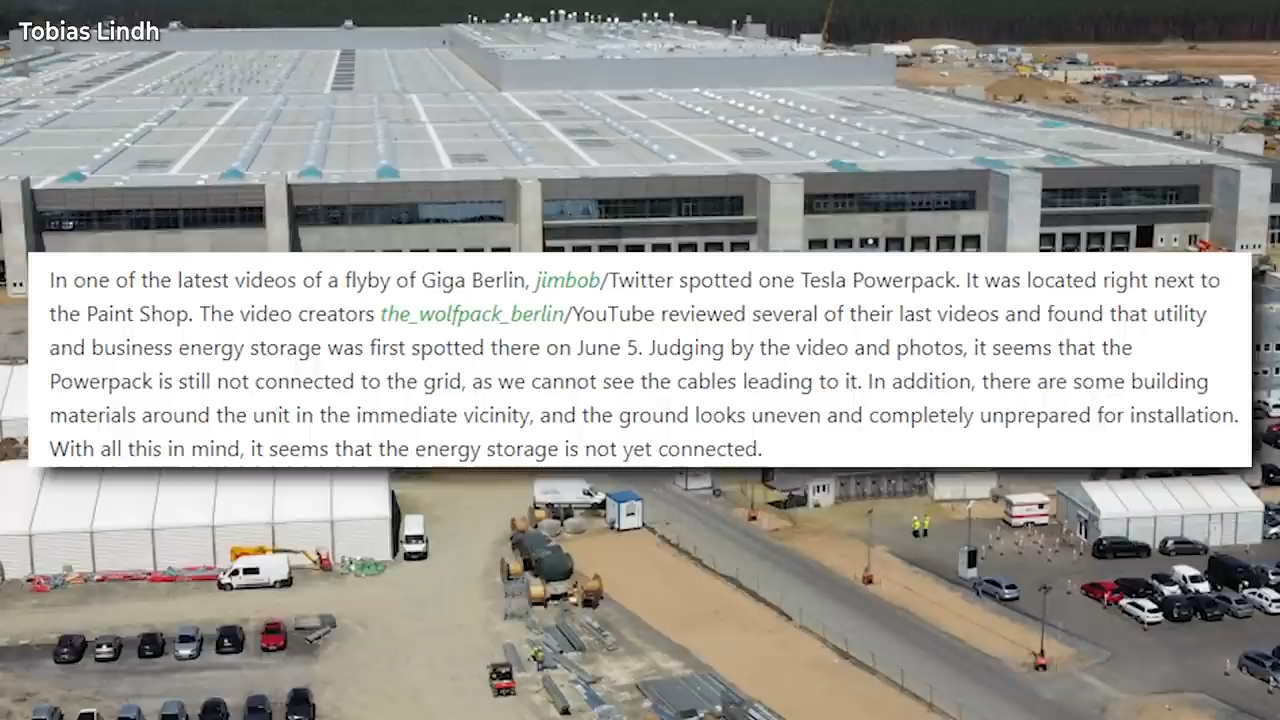 Tobias Lindh
In one of the latest videos of a flyby of Giga Berlin, jimbob/Twitter spotted one Tesla Powerpack. It was located right next to
the Paint Shop. The video creators the_wolfpack_berlin/YouTube reviewed several of their last videos and found that utility
and business energy storage was first spotted there on June 5. Judging by the video and photos, it seems that the
Powerpack is still not connected to the grid, as we cannot see the cables leading to it. In addition, there are some building
materials around the unit in the immediate vicinity, and the ground looks uneven and completely unprepared for installation.
With all this in mind, it seems that the energy storage is not yet connected.